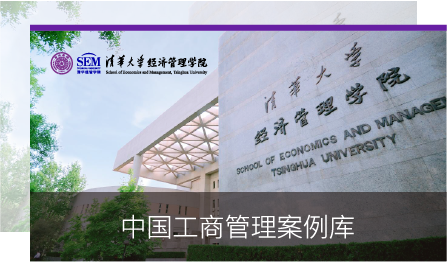 SEM
清华经管学院
清华大学经济管理学院
School of Economics and Management, Tsinghua University
清华大学
经济管理学院
SCHOOL OF ECONOMICS AND MANAGE
TSINGHUA UNIVERSITY
中国工商管理案例库